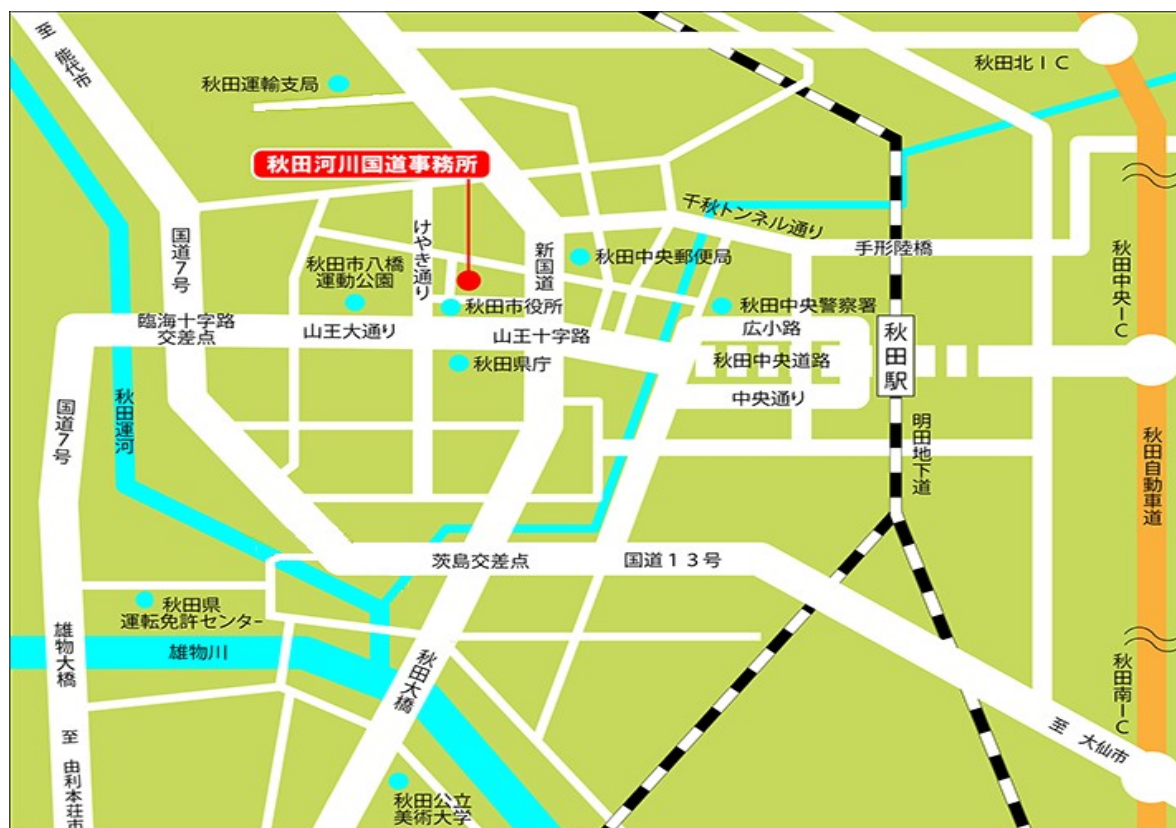 至 能代市
秋田運輸支局
秋田北ＩＣ
秋田河川国道事務所
千秋トンネル通り
手形陸橋
国道７号
けやき通り
新国道
秋田中央郵便局
秋田中央ＩＣ
秋田市八橋
運動公園
秋田市役所
秋田中央警察署
臨海十字路
交差点
山王大通り
山王十字路
広小路
秋田駅
秋田県庁
秋田中央道路
中央通り
国道７号
秋田運河
明田地下道
秋田自動車道
茨島交差点
国道１３号
秋田県
運転免許センター
雄物大橋
雄物川
秋田大橋
秋田南ＩＣ
至 大仙市
至 由利本荘市
秋田公立
美術大学